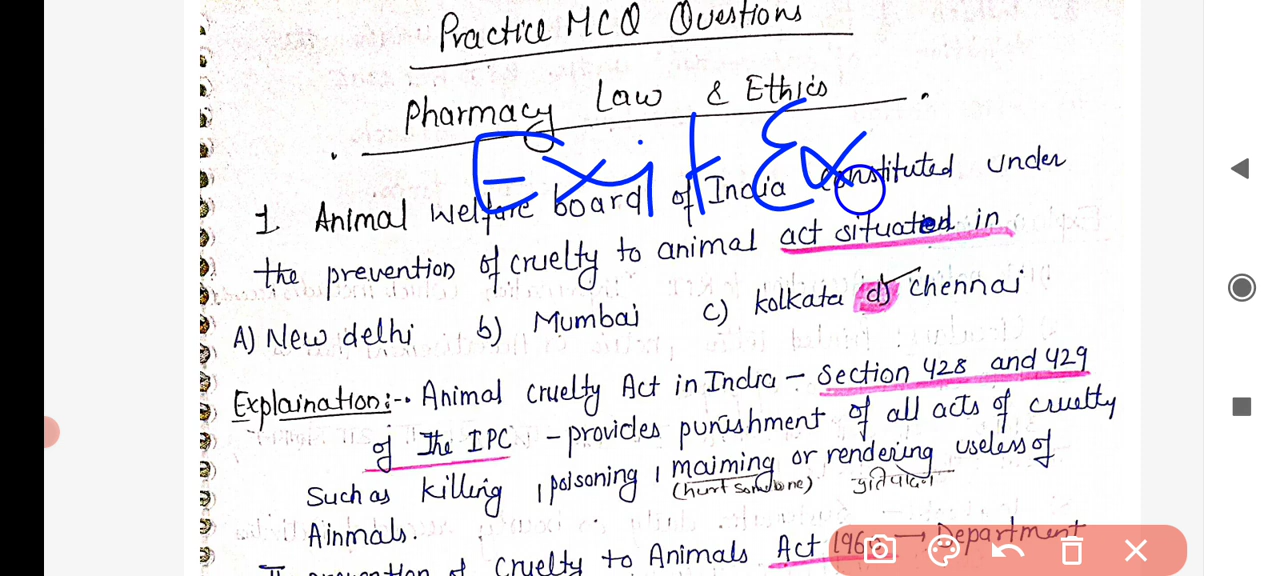 Practice MCQ Questions
Pharmacy Law & Ethics
Exit Ex
1 Animal welfare board of India constituted under
the prevention of cruelty to animal act situated in
A) New delhi b) Mumbai c) kolkata d) chennai
Explaination:- Animal cruelty Act in India - Section 428 and 429
of The IPC - provides punishment of all acts of cruelty
Such as killing, poisoning, maiming or rendering useless of
(hurt someone)
Ainmals.
cruelty to Animals Act 1960 → Department